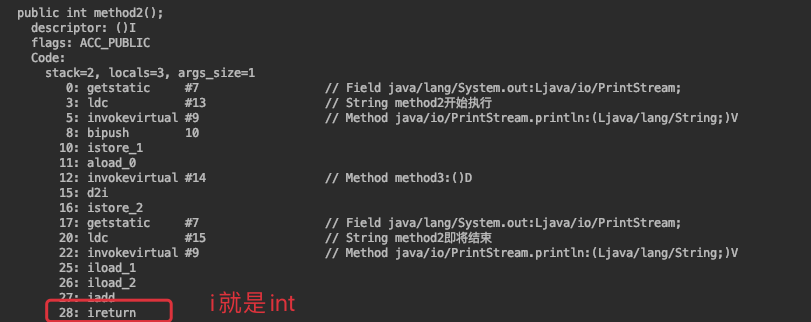 public int method2();
descriptor: ()I
flags: ACC_PUBLIC
Code:
stack=2, locals=3, args_size=1
0: getstatic #7 // Field java/lang/System.out:Ljava/io/PrintStream;
3: ldc #13 // String method2开始执行
5: invokevirtual #9 // Method java/io/PrintStream.println:(Ljava/lang/String;)V
8: bipush 10
10: istore_1
11: aload_0
12: invokevirtual #14 // Method method3:()D
15: d2i
16: istore_2
17: getstatic #7 // Field java/lang/System.out:Ljava/io/PrintStream;
20: ldc #15 // String method2即将结束
22: invokevirtual #9 // Method java/io/PrintStream.println:(Ljava/lang/String;)V
25: iload_1
26: iload_2
27: iadd
28: ireturn
i就是int